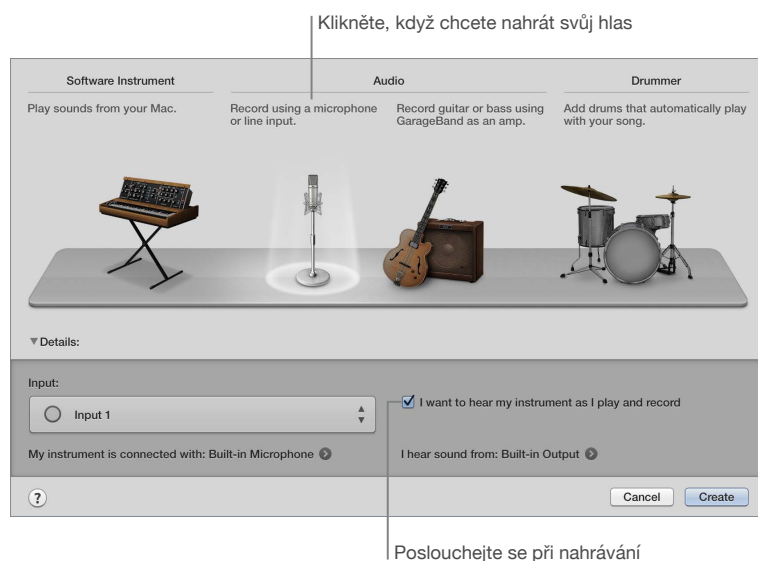 Klikněte, když chcete nahrát svůj hlas
Software Instrument
Audio
Drummer
Play sounds from your Mac.
Record using a microphone
or line input.
Record guitar or bass using
GarageBand as an amp.
Add drums that automatically play
with your song.
Details:
Input:
Input 1
I want to hear my instrument as I play and record
My instrument is connected with: Built-in Microphone
I hear sound from: Built-in Output
?
Cancel
Create
Poslouchejte se při nahrávání